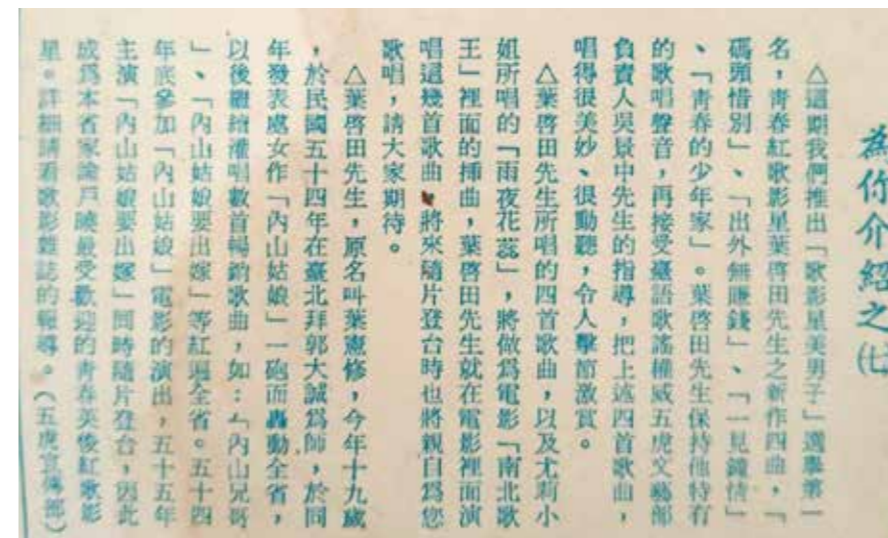 為你介紹之㈦
△這期我們推出「歌影星美男子」選舉第一
名，青春紅歌影星葉啓田先生之新作四曲，「
碼頭惜別」、「出外無賺錢」、「一見鍾情」
、「青春的少年家」。葉啓田先生保持他特有
的歌唱聲音，再接受臺語歌謠權威五虎文藝部
負責人吳景中先生的指導，把上述四首歌曲，
唱得很美妙、很動聽，令人擊節激賞。
△葉啓田先生所唱的四首歌曲，以及尤莉小
姐所唱的「雨夜花蕊」，將做爲電影「南北歌
王」裡面的揷曲，葉啓田先生就在電影裡面演
唱這幾首歌曲，將來隨片登台時也將親自爲您
歌唱，請大家期待。
△葉啓田先生，原名叫葉憲修，今年十九歲
，於民國五十四年在臺北拜郭大誠爲師，於同
年發表處女作「內山姑娘」一砲而轟動全省，
以後繼續灌唱數首暢銷歌曲，如：「內山兄哥
」、「內山姑娘要出嫁」等紅遍全省。五十四
年底參加「內山姑娘」電影的演出，五十五年
主演「內山姑娘要出嫁」同時隨片登台，因此
成爲本省家諭戶曉最受歡迎的青春英俊紅歌影
星。詳細請看歌影雜誌的報導。（五虎宣傳部）